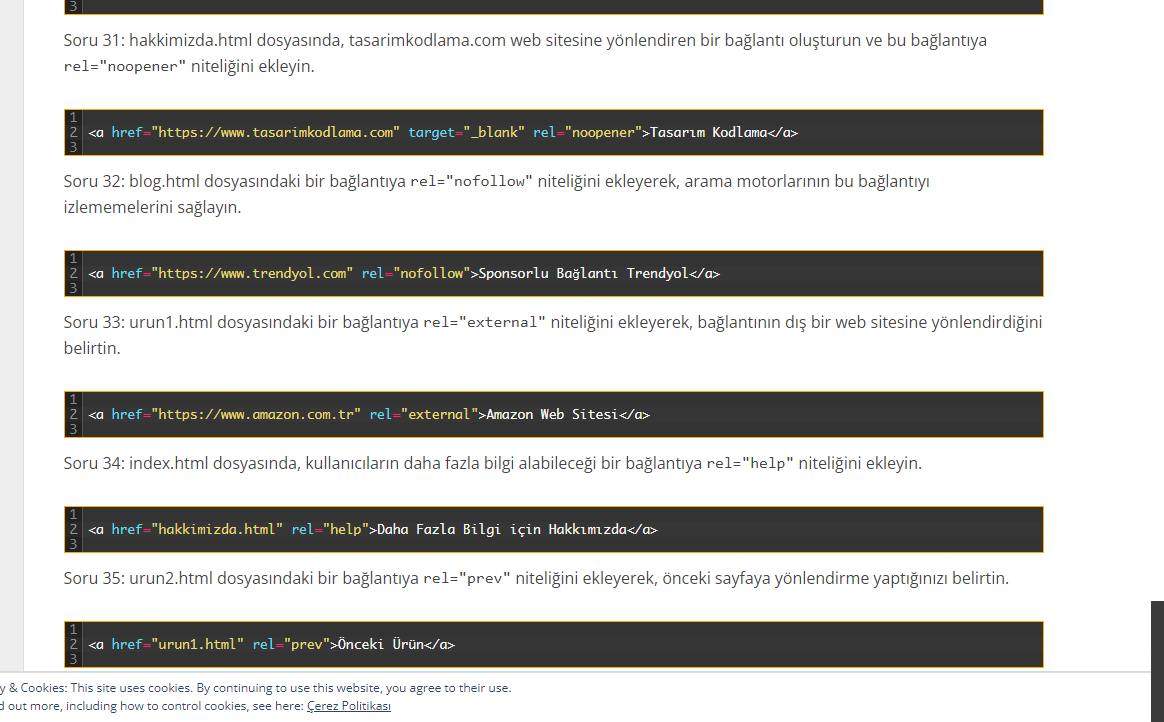 3
Soru 31: hakkimizda.html dosyasında, tasarimkodlama.com web sitesine yönlendiren bir bağlantı oluşturun ve bu bağlantıya
rel="noopener" niteliğini ekleyin.
1
2 <a href="https://www.tasarimkodlama.com" target="_blank" rel="noopener">Tasarım Kodlama</a>
3
Soru 32: blog.html dosyasındaki bir bağlantıya rel="nofollow" niteliğini ekleyerek, arama motorlarının bu bağlantıyı
izlememelerini sağlayın.
1
2 <a href="https://www.trendyol.com" rel="nofollow">Sponsorlu Bağlantı Trendyol</a>
3
Soru 33: urun1.html dosyasındaki bir bağlantıya rel="external" niteliğini ekleyerek, bağlantının dış bir web sitesine yönlendirdiğini
belirtin.
1
2 <a href="https://www.amazon.com.tr" rel="external">Amazon Web Sitesi</a>
3
Soru 34: index.html dosyasında, kullanıcıların daha fazla bilgi alabileceği bir bağlantıya rel="help" niteliğini ekleyin.
1
2 <a href="hakkimizda.html" rel="help">Daha Fazla Bilgi için Hakkımızda</a>
3
Soru 35: urun2.html dosyasındaki bir bağlantıya rel="prev" niteliğini ekleyerek, önceki sayfaya yönlendirme yaptığınızı belirtin.
1
2 <a href="urun1.html" rel="prev">Önceki Ürün</a>
3
y & Cookies: This site uses cookies. By continuing to use this website, you agree to their use.
d out more, including how to control cookies, see here: Çerez Politikası